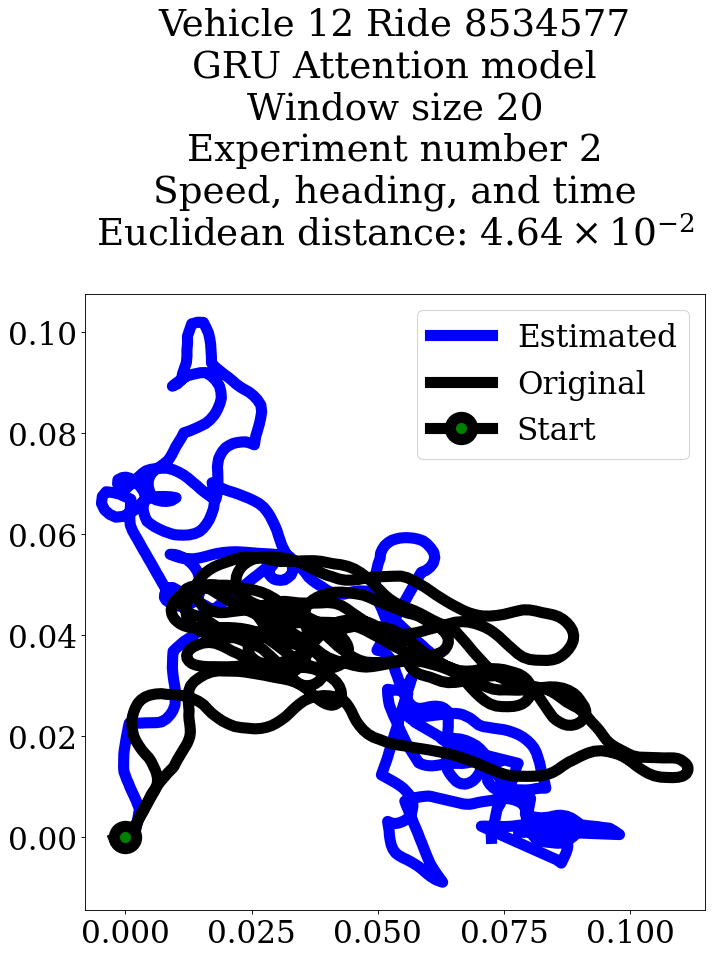 Vehicle 12 Ride 8534577
GRU Attention model
Window size 20
Experiment number 2
Speed, heading, and time
Euclidean distance: 4.64 × 10⁻²
Estimated
Original
Start
0.10
0.08
0.06
0.04
0.02
0.00
0.000 0.025 0.050 0.075 0.100